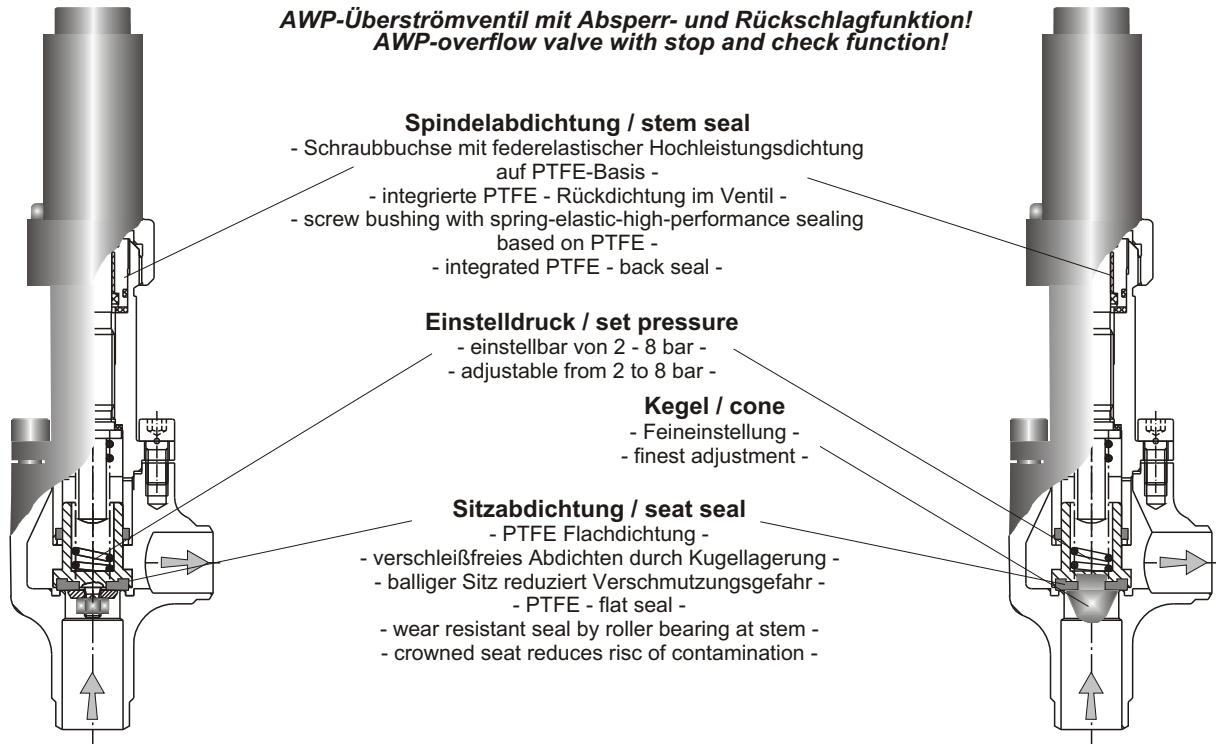 AWP-Überströmventil mit Absperr- und Rückschlagfunktion!
AWP-overflow valve with stop and check function!
Spindelabdichtung / stem seal
- Schraubbuchse mit federelastischer Hochleistungsdichtung
auf PTFE-Basis -
- integrierte PTFE - Rückdichtung im Ventil -
- screw bushing with spring-elastic-high-performance sealing
based on PTFE -
- integrated PTFE - back seal -
Einstelldruck / set pressure
- einstellbar von 2 - 8 bar -
- adjustable from 2 to 8 bar -
Kegel / cone
- Feineinstellung -
- finest adjustment -
Sitzabdichtung / seat seal
- PTFE Flachdichtung -
- verschleißfreies Abdichten durch Kugellagerung -
- balliger Sitz reduziert Verschmutzungsgefahr -
- PTFE - flat seal -
- wear resistant seal by roller bearing at stem -
- crowned seat reduces risc of contamination -